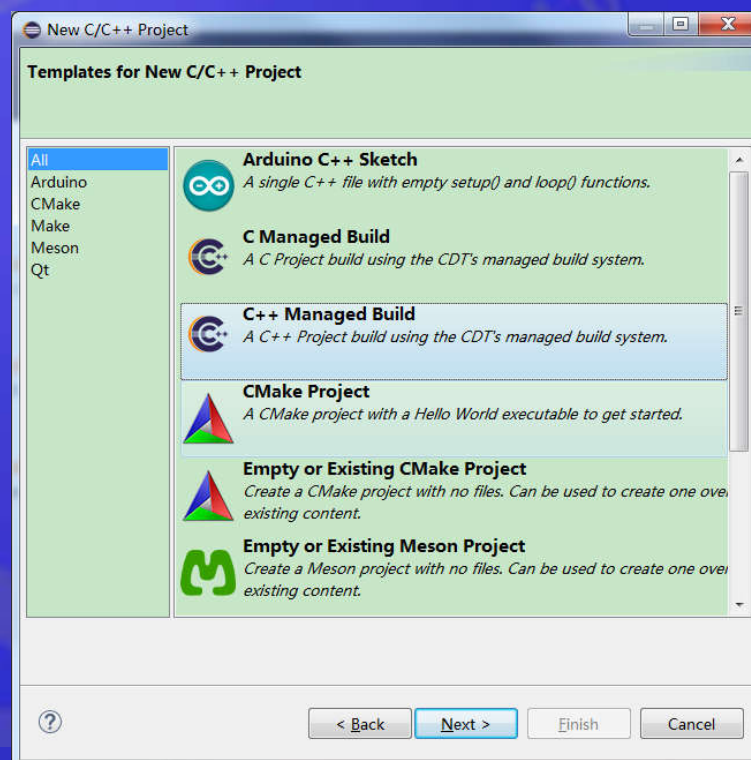 New C/C++ Project
Templates for New C/C++ Project
All
Arduino
CMake
Make
Meson
Qt
Arduino C++ Sketch
A single C++ file with empty setup() and loop() functions.
C Managed Build
A C Project build using the CDT's managed build system.
C++ Managed Build
A C++ Project build using the CDT's managed build system.
CMake Project
A CMake project with a Hello World executable to get started.
Empty or Existing CMake Project
Create a CMake project with no files. Can be used to create one over
existing content.
Empty or Existing Meson Project
Create a Meson project with no files. Can be used to create one over
existing content.
< Back
Next >
Finish
Cancel